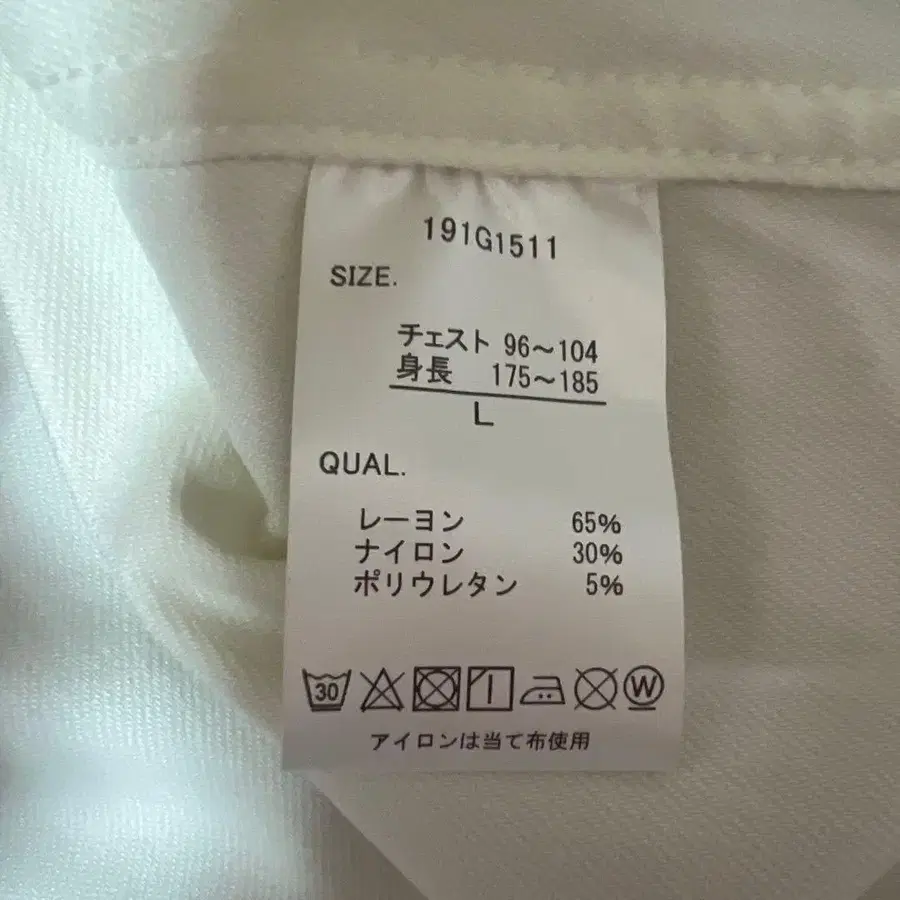 191G1511
SIZE.
チェスト 96～104
身長 175～185
L
QUAL.
レーヨン 65%
ナイロン 30%
ポリウレタン 5%
30 W
アイロンは当て布使用